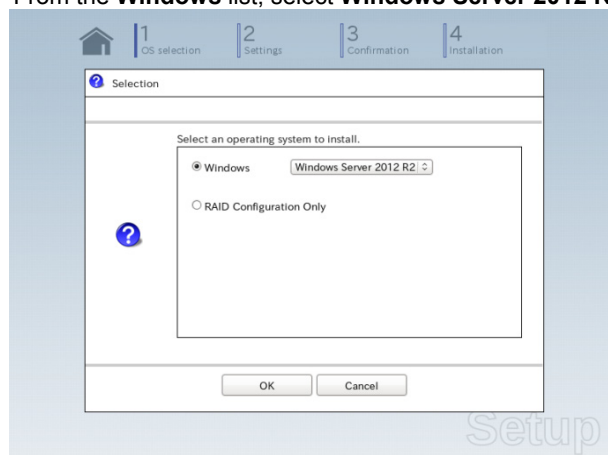 From the Windows list, select Windows Server 2012 R
1
OS selection
2
Settings
3
Confirmation
4
Installation
Selection
Select an operating system to install.
Windows
Windows Server 2012 R2
RAID Configuration Only
OK
Cancel
Setup